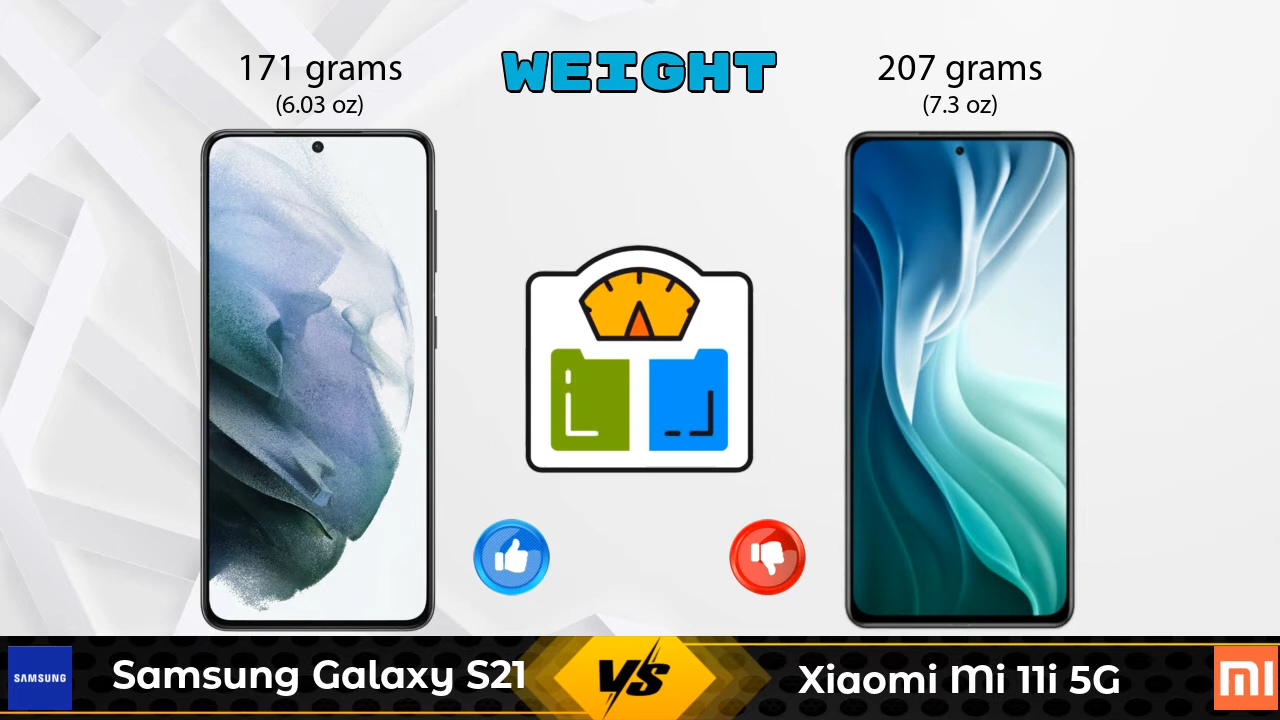 171 grams
(6.03 oz)
WEIGHT
207 grams
(7.3 oz)
SAMSUNG
Samsung Galaxy S21
VS
Xiaomi Mi 11i 5G
MI